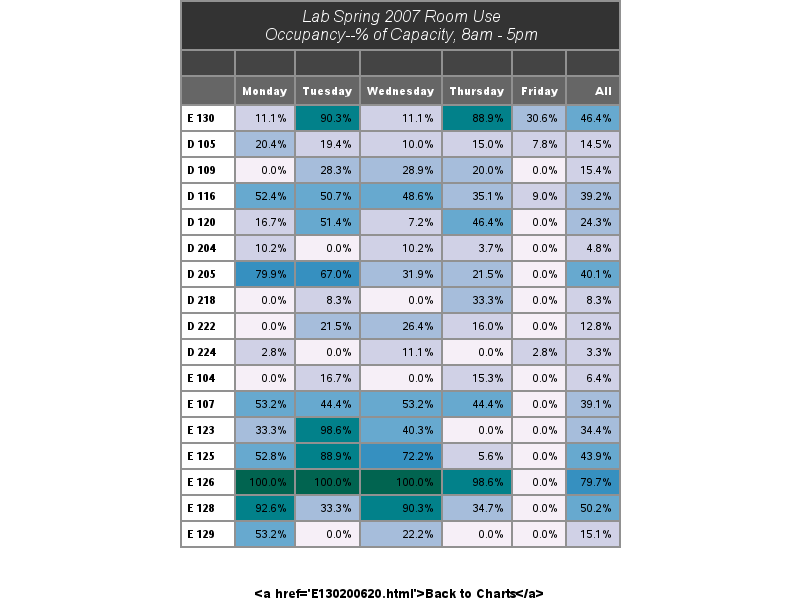 Lab Spring 2007 Room Use
Occupancy--% of Capacity, 8am - 5pm
Monday Tuesday Wednesday Thursday Friday All
E 130 11.1% 90.3% 11.1% 88.9% 30.6% 46.4%
D 105 20.4% 19.4% 10.0% 15.0% 7.8% 14.5%
D 109 0.0% 28.3% 28.9% 20.0% 0.0% 15.4%
D 116 52.4% 50.7% 48.6% 35.1% 9.0% 39.2%
D 120 16.7% 51.4% 7.2% 46.4% 0.0% 24.3%
D 204 10.2% 0.0% 10.2% 3.7% 0.0% 4.8%
D 205 79.9% 67.0% 31.9% 21.5% 0.0% 40.1%
D 218 0.0% 8.3% 0.0% 33.3% 0.0% 8.3%
D 222 0.0% 21.5% 26.4% 16.0% 0.0% 12.8%
D 224 2.8% 0.0% 11.1% 0.0% 2.8% 3.3%
E 104 0.0% 16.7% 0.0% 15.3% 0.0% 6.4%
E 107 53.2% 44.4% 53.2% 44.4% 0.0% 39.1%
E 123 33.3% 98.6% 40.3% 0.0% 0.0% 34.4%
E 125 52.8% 88.9% 72.2% 5.6% 0.0% 43.9%
E 126 100.0% 100.0% 100.0% 98.6% 0.0% 79.7%
E 128 92.6% 33.3% 90.3% 34.7% 0.0% 50.2%
E 129 53.2% 0.0% 22.2% 0.0% 0.0% 15.1%
&lt;a href='E130200620.html'&gt;Back to Charts&lt;/a&gt;